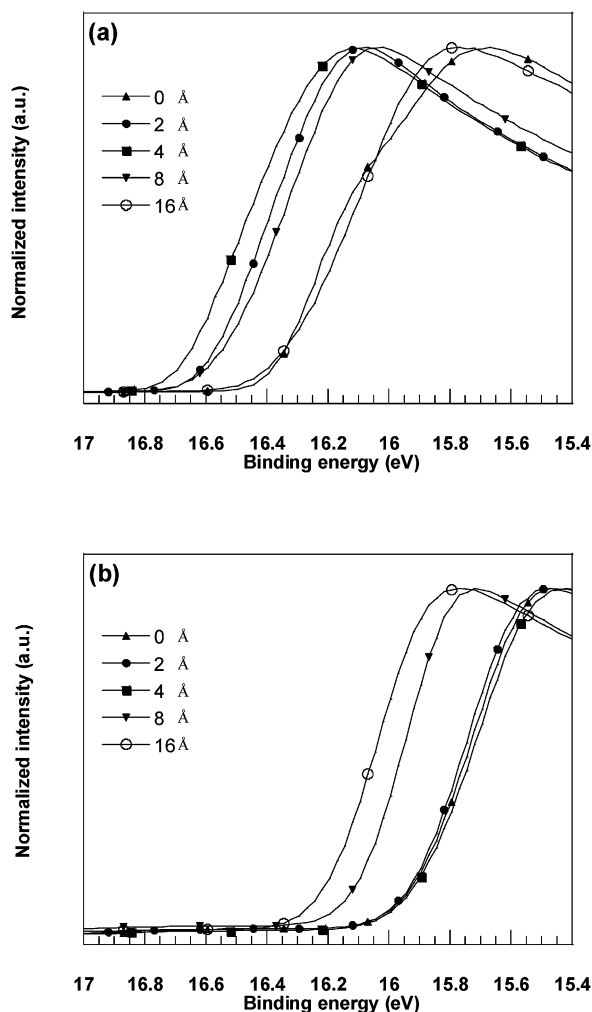 (a)
0 Å
2 Å
4 Å
8 Å
16 Å
Normalized intensity (a.u.)
17 16.8 16.6 16.4 16.2 16 15.8 15.6 15.4
Binding energy (eV)
(b)
0 Å
2 Å
4 Å
8 Å
16 Å
Normalized intensity (a.u.)
17 16.8 16.6 16.4 16.2 16 15.8 15.6 15.4
Binding energy (eV)